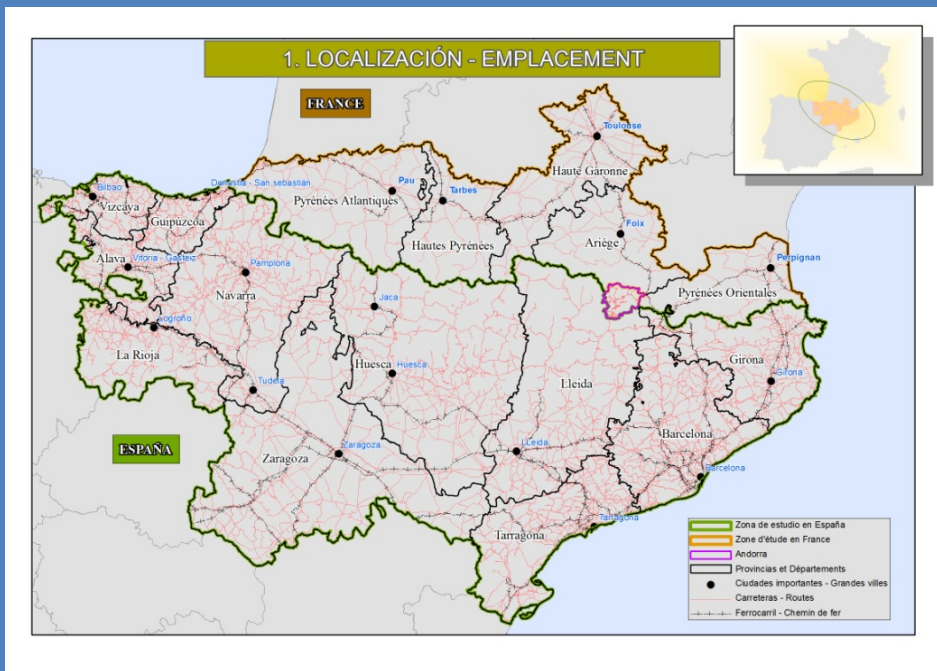 1. LOCALIZACIÓN - EMPLACEMENT
FRANCE
Toulouse
Haute Garonne
Bilbao
Vizcaya
Donostia - San sebastián
Guipúzcoa
Pyrénées Atlantiques
Pau
Tarbes
Hautes Pyrénées
Foix
Ariège
Perpignan
Pyrénées Orientales
Alava
Vitoria - Gasteiz
Pamplona
Navarra
Logroño
La Rioja
Jaca
Huesca
Huesca
Lleida
Girona
Girona
Tudela
ESPAÑA
Zaragoza
Zaragoza
LLeida
Barcelona
Barcelona
Tarragona
Tarragona
Zona de estudio en España
Zone d'étude en France
Andorra
Provincias et Départements
Ciudades importantes - Grandes villes
Carreteras - Routes
Ferrocarril - Chemin de fer